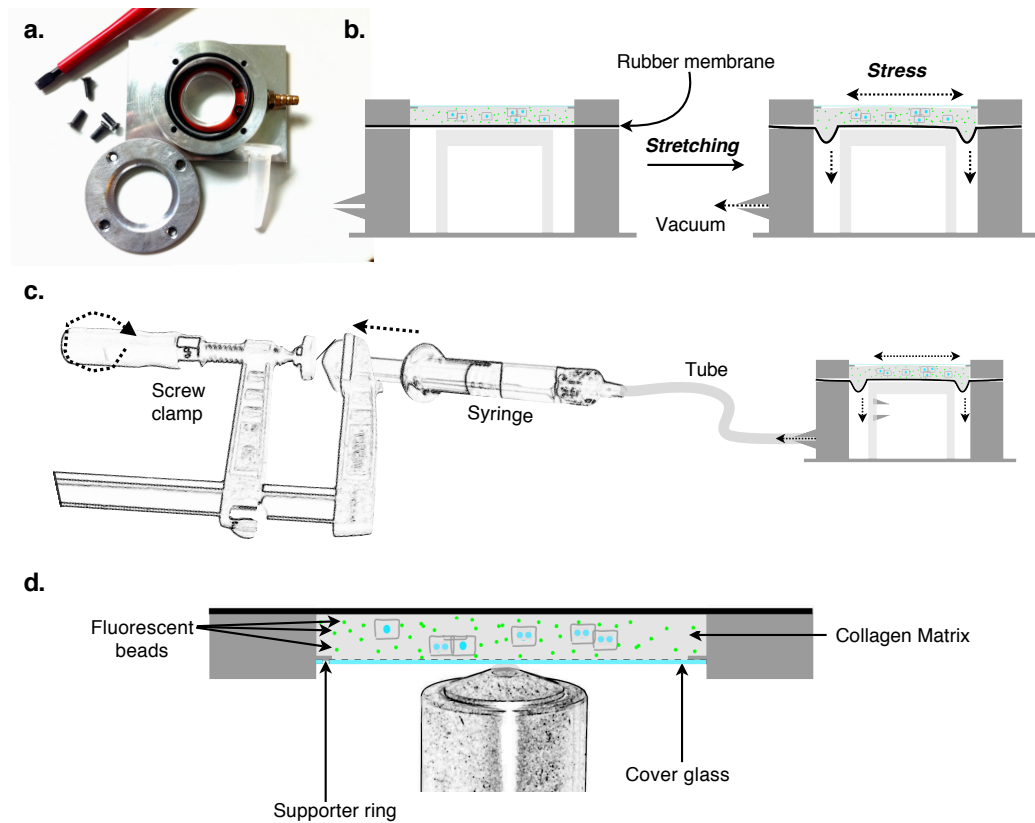 a.
b.
Rubber membrane
Stress
Stretching
Vacuum
c.
Screw
clamp
Syringe
Tube
d.
Fluorescent
beads
Collagen Matrix
Cover glass
Supporter ring